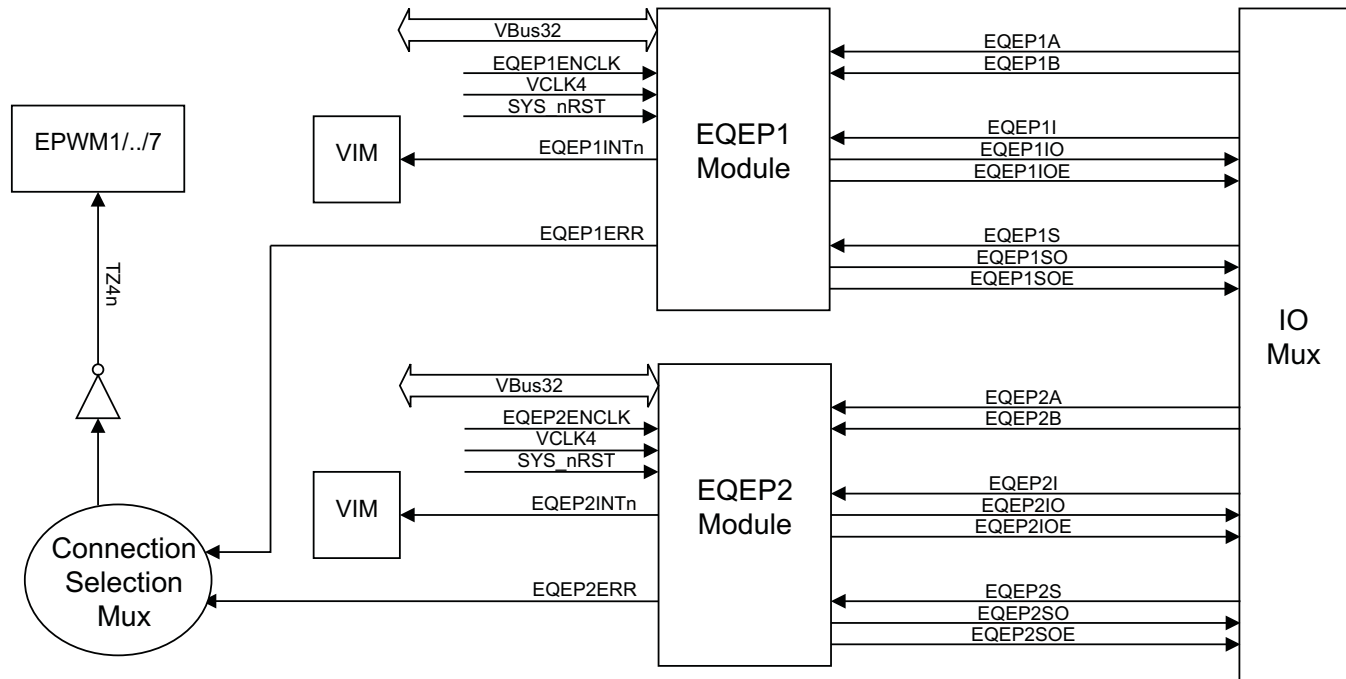 VBus32
EQEP1ENCLK
VCLK4
SYS_nRST
EQEP1INTn
EQEP1ERR
VIM
EPWM1/../7
TZ4n
EQEP1
Module
EQEP1A
EQEP1B
EQEP1I
EQEP1IO
EQEP1IOE
EQEP1S
EQEP1SO
EQEP1SOE
IO
Mux
VBus32
EQEP2ENCLK
VCLK4
SYS_nRST
EQEP2INTn
EQEP2ERR
VIM
Connection
Selection
Mux
EQEP2
Module
EQEP2A
EQEP2B
EQEP2I
EQEP2IO
EQEP2IOE
EQEP2S
EQEP2SO
EQEP2SOE